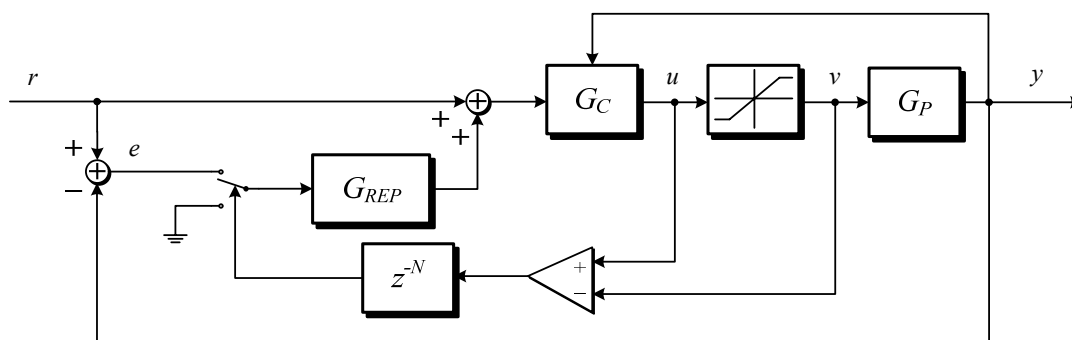 r
u
v
y
G_C
G_P
+
+
+
+
e
+
−
+
G_REP
z^-N
+
−